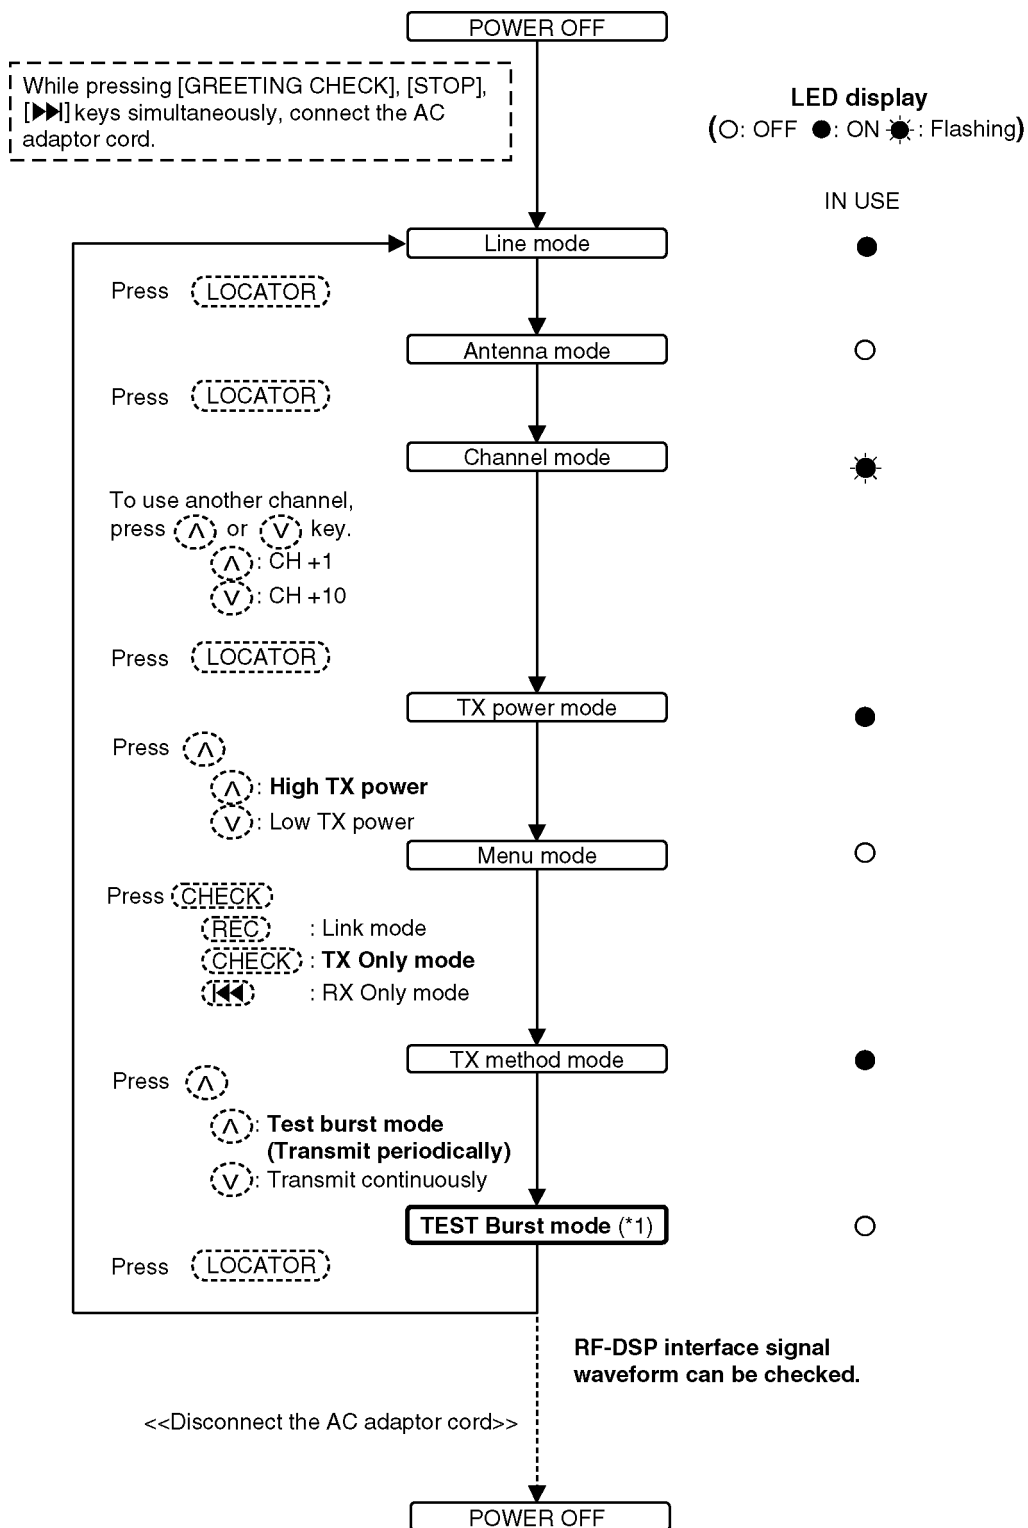 POWER OFF
While pressing [GREETING CHECK], [STOP],
[▶▶|] keys simultaneously, connect the AC
adaptor cord.
LED display
(○: OFF ●: ON ☀: Flashing)
IN USE
Line mode
Press LOCATOR
Antenna mode
Press LOCATOR
Channel mode
To use another channel,
press Λ or V key.
Λ: CH +1
V: CH +10
Press LOCATOR
TX power mode
Press Λ
Λ: High TX power
V: Low TX power
Menu mode
Press CHECK
REC : Link mode
CHECK : TX Only mode
|◀◀ : RX Only mode
TX method mode
Press Λ
Λ: Test burst mode
(Transmit periodically)
V: Transmit continuously
TEST Burst mode (*1)
Press LOCATOR
RF-DSP interface signal
waveform can be checked.
<<Disconnect the AC adaptor cord>>
POWER OFF